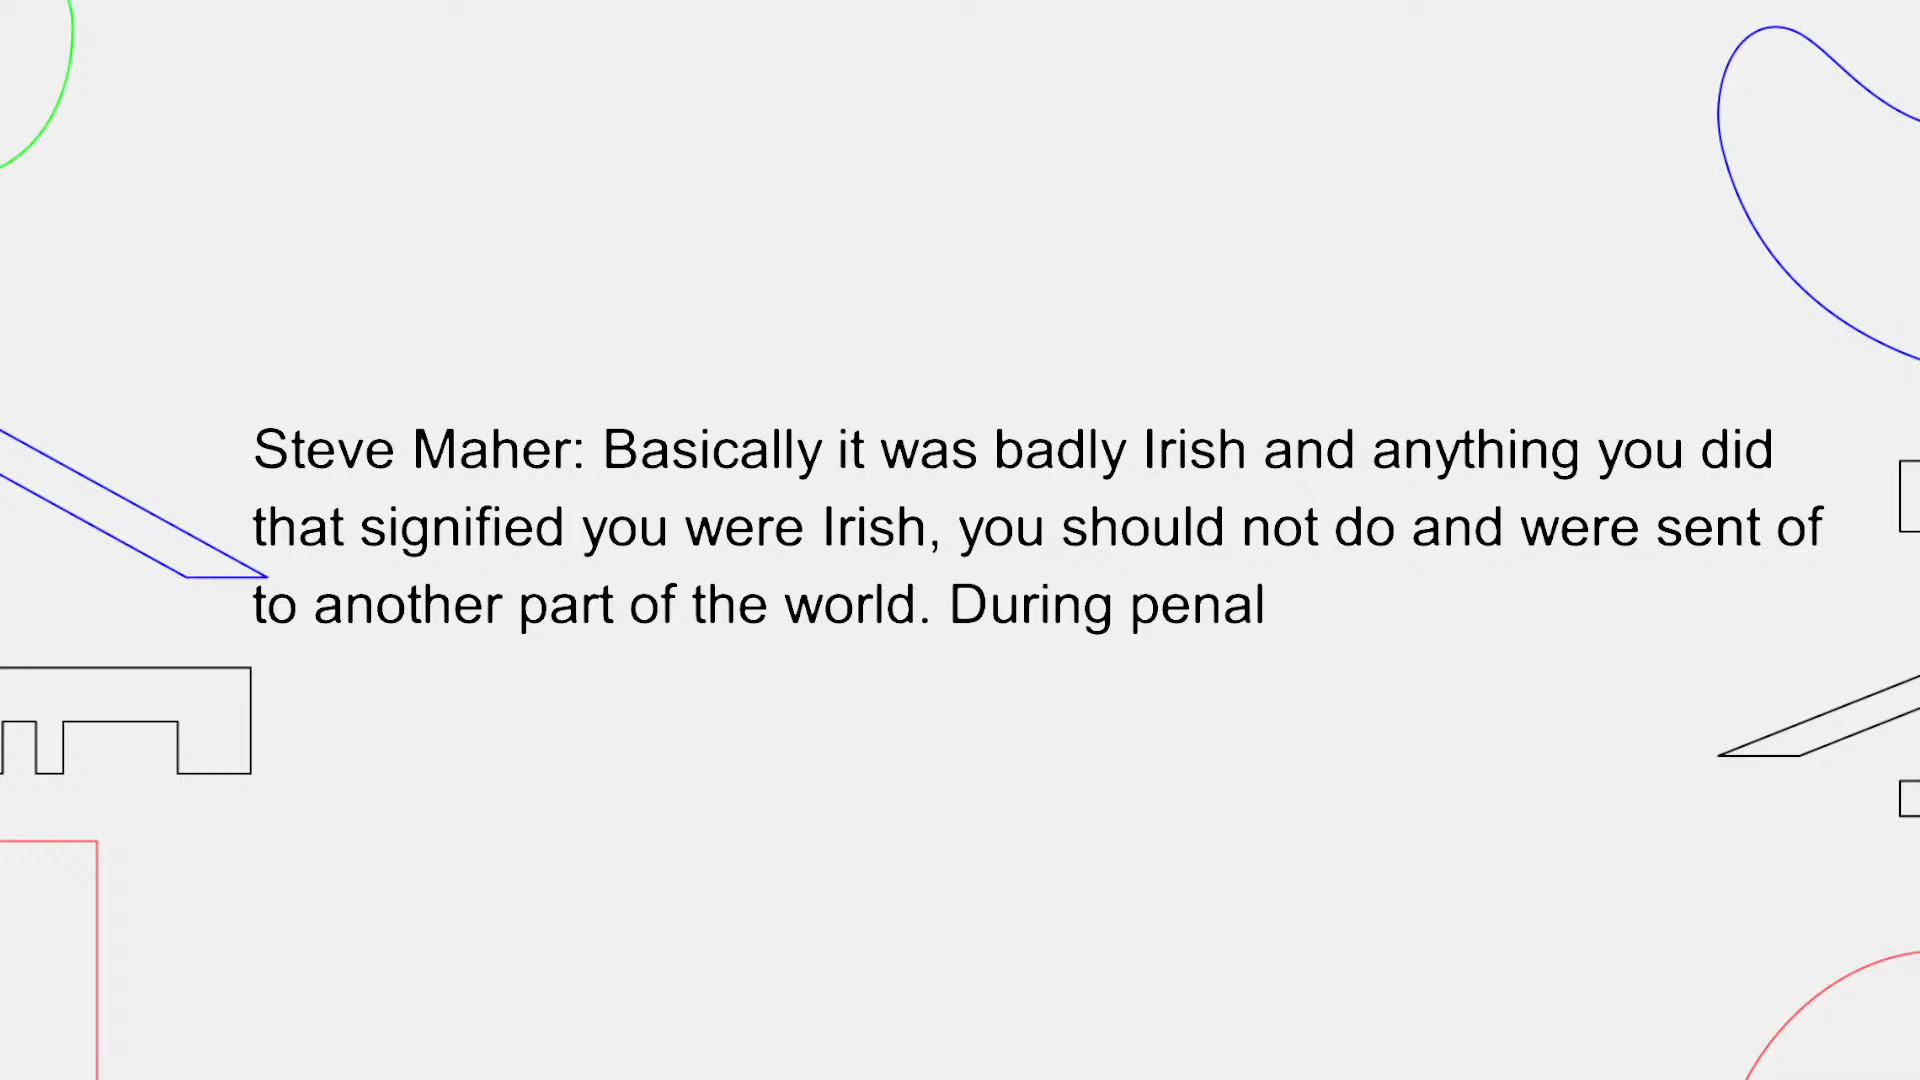 Steve Maher: Basically it was badly Irish and anything you did
that signified you were Irish, you should not do and were sent of
to another part of the world. During penal